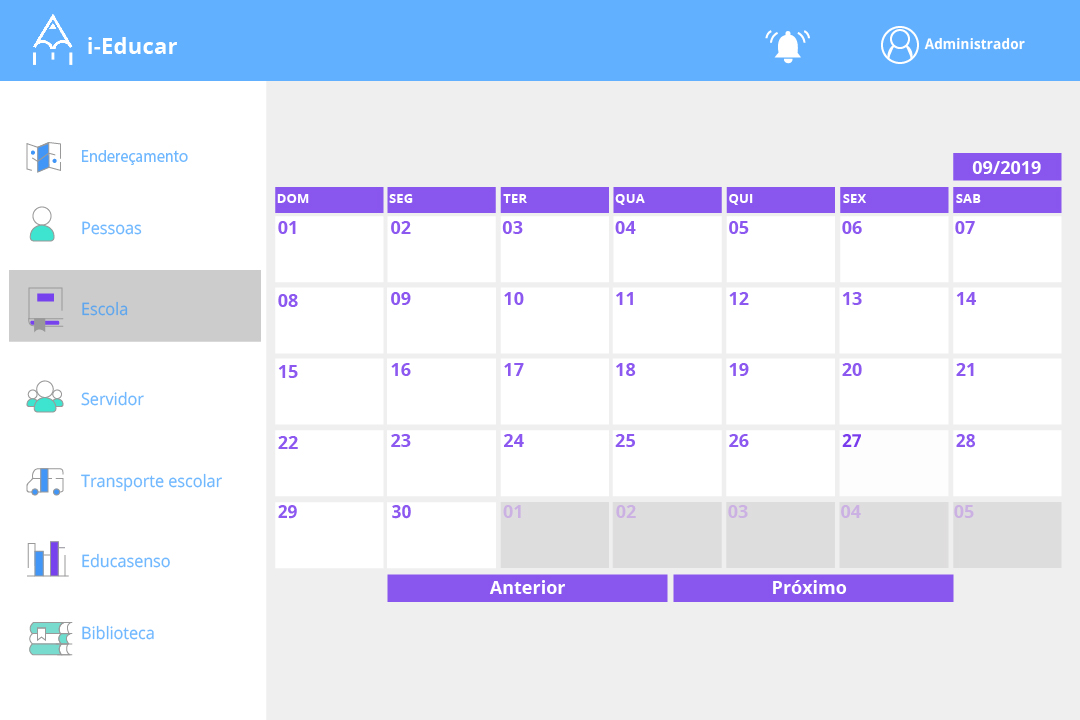 i-Educar
Administrador
Endereçamento
Pessoas
Escola
Servidor
Transporte escolar
Educasenso
Biblioteca
09/2019
DOM SEG TER QUA QUI SEX SAB
01 02 03 04 05 06 07
08 09 10 11 12 13 14
15 16 17 18 19 20 21
22 23 24 25 26 27 28
29 30 01 02 03 04 05
Anterior Próximo